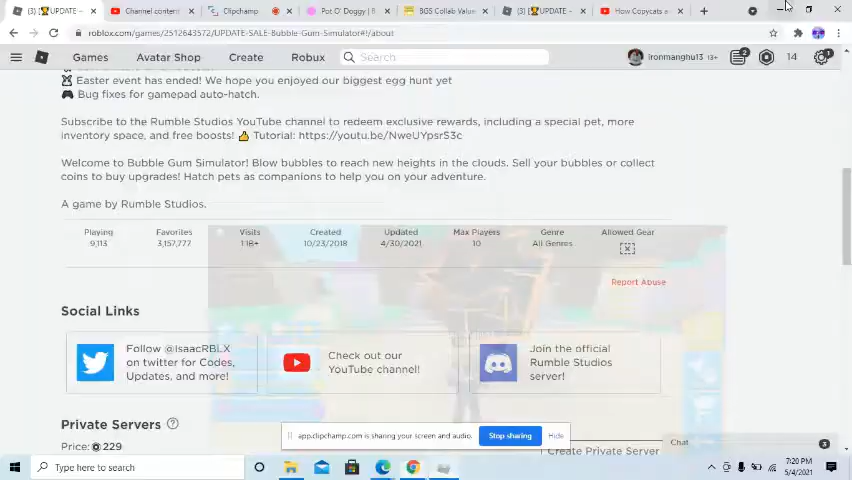 (3) [🏆UPDATE –
Channel content
Clipchamp
Pot O' Doggy | B
BGS Collab Value
(3) [🏆UPDATE –
How Copycats a
roblox.com/games/2512643572/UPDATE-SALE-Bubble-Gum-Simulator#!/about
Games
Avatar Shop
Create
Robux
Search
ironmanghu13 13+
2
14
1
🐰 Easter event has ended! We hope you enjoyed our biggest egg hunt yet
🎮 Bug fixes for gamepad auto-hatch.
Subscribe to the Rumble Studios YouTube channel to redeem exclusive rewards, including a special pet, more
inventory space, and free boosts! 👍 Tutorial: https://youtu.be/NweUYpsrS3c
Welcome to Bubble Gum Simulator! Blow bubbles to reach new heights in the clouds. Sell your bubbles or collect
coins to buy upgrades! Hatch pets as companions to help you on your adventure.
A game by Rumble Studios.
Playing Favorites Visits Created Updated Max Players Genre Allowed Gear
9,113 3,157,777 1.1B+ 10/23/2018 4/30/2021 10 All Genres
Report Abuse
Social Links
Follow @IsaacRBLX
on twitter for Codes,
Updates, and more!
Check out our
YouTube channel!
Join the official
Rumble Studios
server!
Private Servers
Price: 229
app.clipchamp.com is sharing your screen and audio.
Stop sharing
Hide
Chat
3
Create Private Server
Type here to search
7:20 PM
5/4/2021